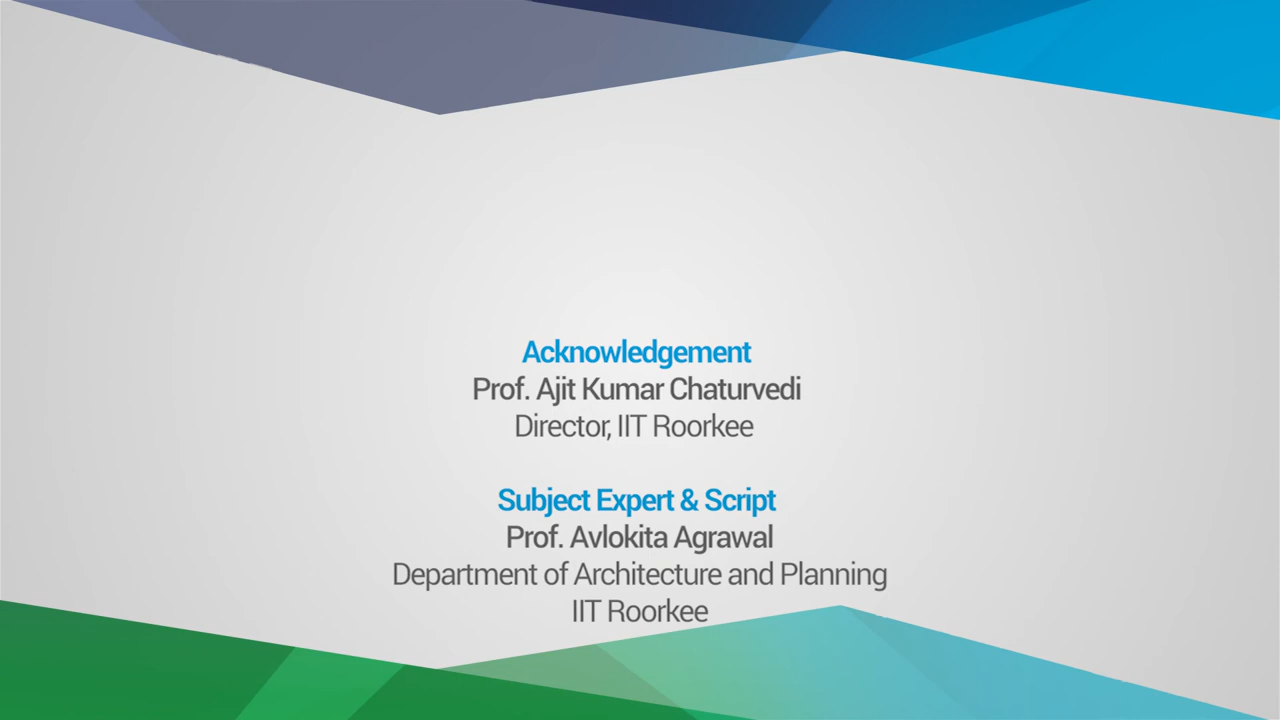 Acknowledgement
Prof. Ajit Kumar Chaturvedi
Director, IIT Roorkee
Subject Expert & Script
Prof. Avlokita Agrawal
Department of Architecture and Planning
IIT Roorkee